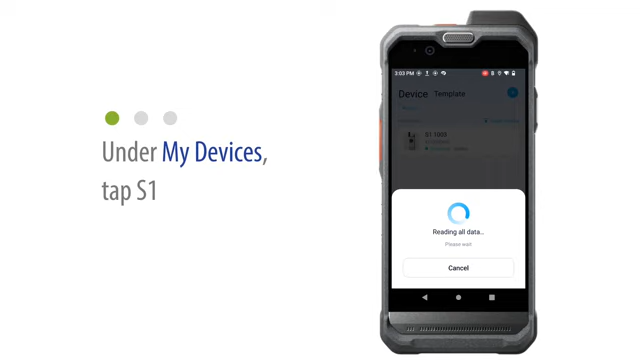 Under My Devices,
tap S1
3:03 PM
Device Template
S1 1005
Reading all data...
Please wait
Cancel